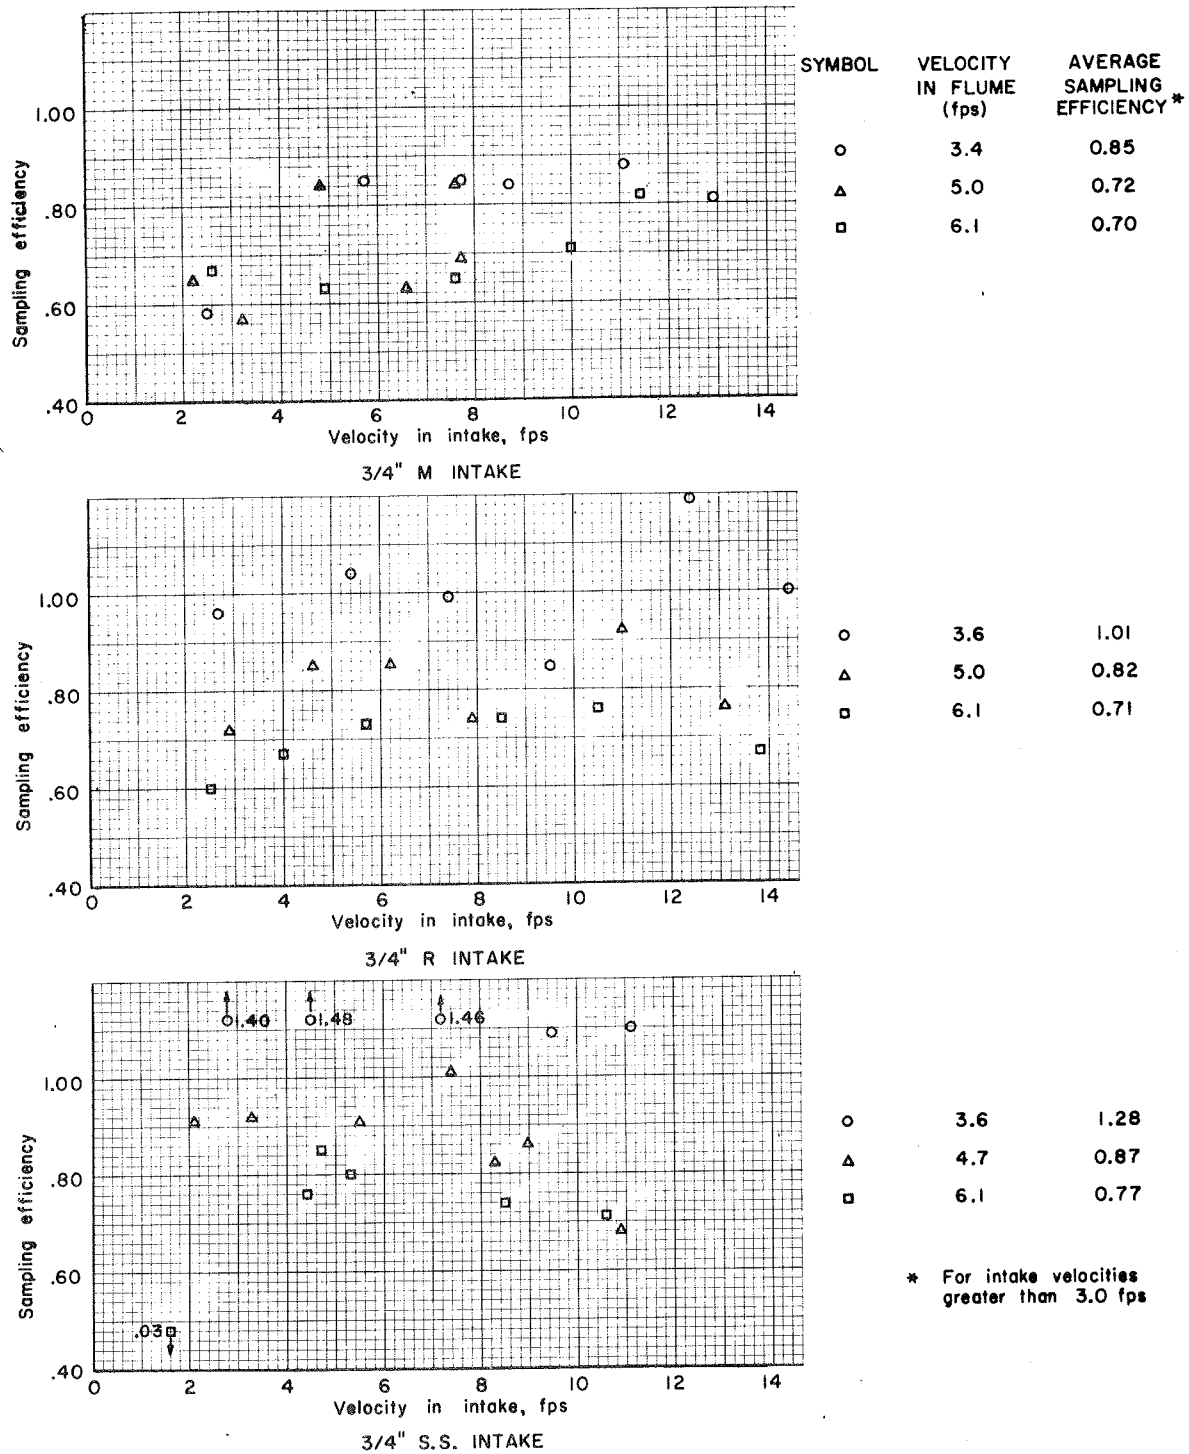 SYMBOL VELOCITY IN FLUME (fps) AVERAGE SAMPLING EFFICIENCY*
3.4 0.85
5.0 0.72
6.1 0.70
Sampling efficiency
1.00
.80
.60
.40
0 2 4 6 8 10 12 14
Velocity in intake, fps
3/4" M INTAKE
3.6 1.01
5.0 0.82
6.1 0.71
Sampling efficiency
1.00
.80
.60
.40
0 2 4 6 8 10 12 14
Velocity in intake, fps
3/4" R INTAKE
1.40 1.48 1.46
3.6 1.28
4.7 0.87
6.1 0.77
Sampling efficiency
1.00
.80
.60
.03
.40
0 2 4 6 8 10 12 14
Velocity in intake, fps
3/4" S.S. INTAKE
* For intake velocities
greater than 3.0 fps